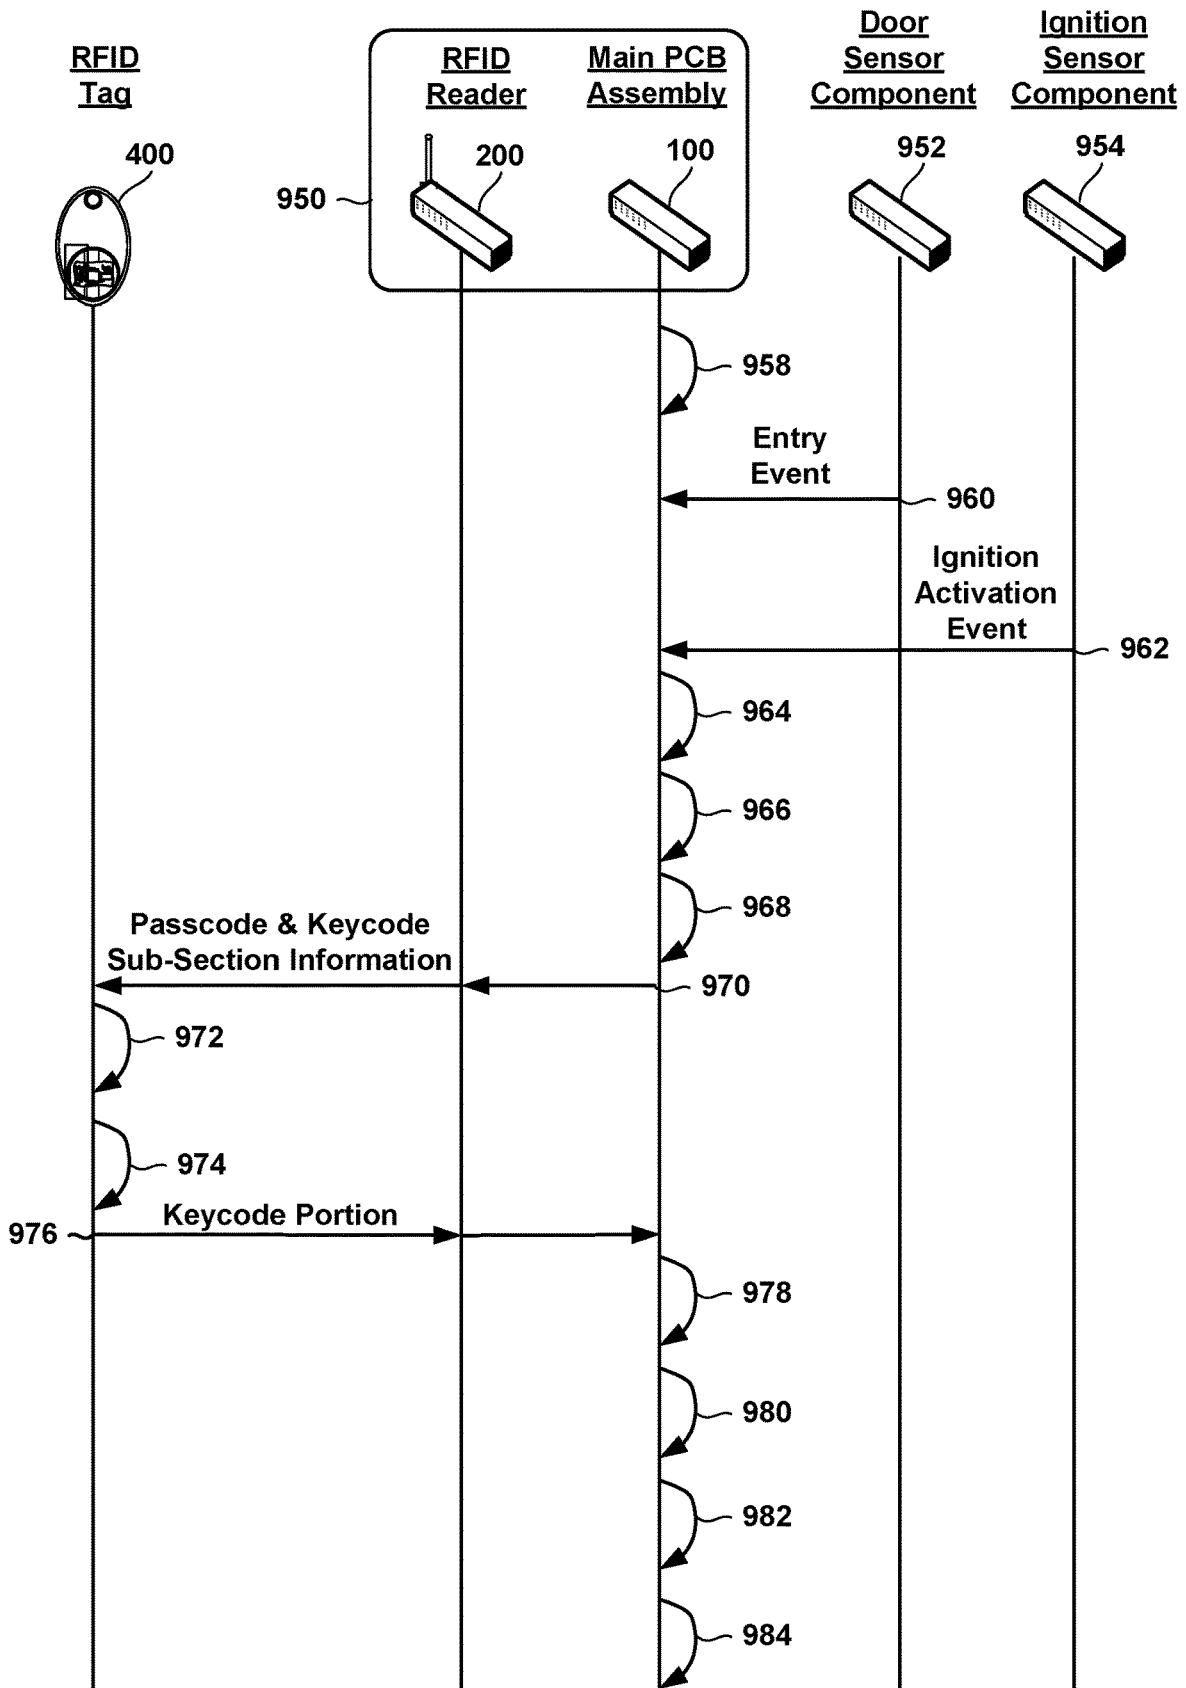 RFID
Tag
RFID
Reader
Main PCB
Assembly
Door
Sensor
Component
Ignition
Sensor
Component
400
950
200
100
952
954
958
Entry
Event
960
Ignition
Activation
Event
962
964
966
968
Passcode & Keycode
Sub-Section Information
970
972
974
Keycode Portion
976
978
980
982
984